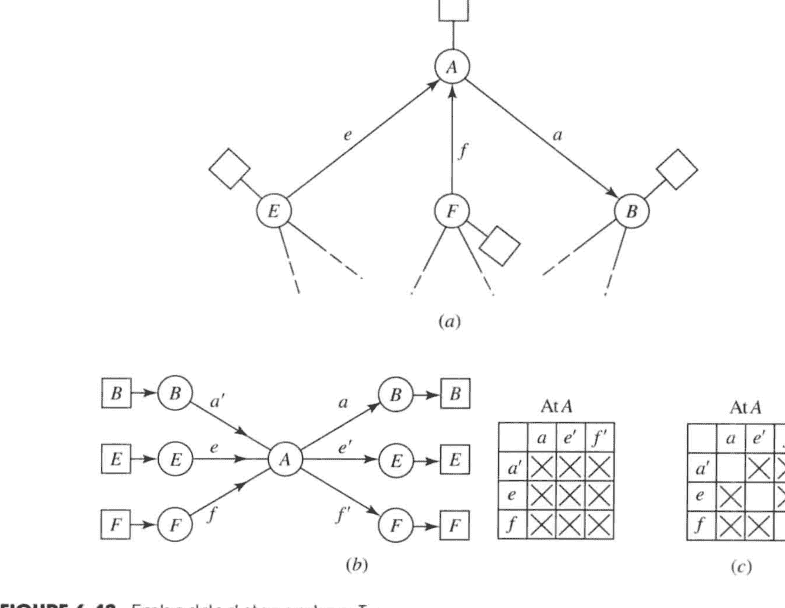 A
e
a
f
E
F
B
(a)
B B a' a B B
E E e A e' E E
F F f f' F F
(b)
At A
a e' f'
a'
e
f
At A
a e'
a'
e
f
(c)